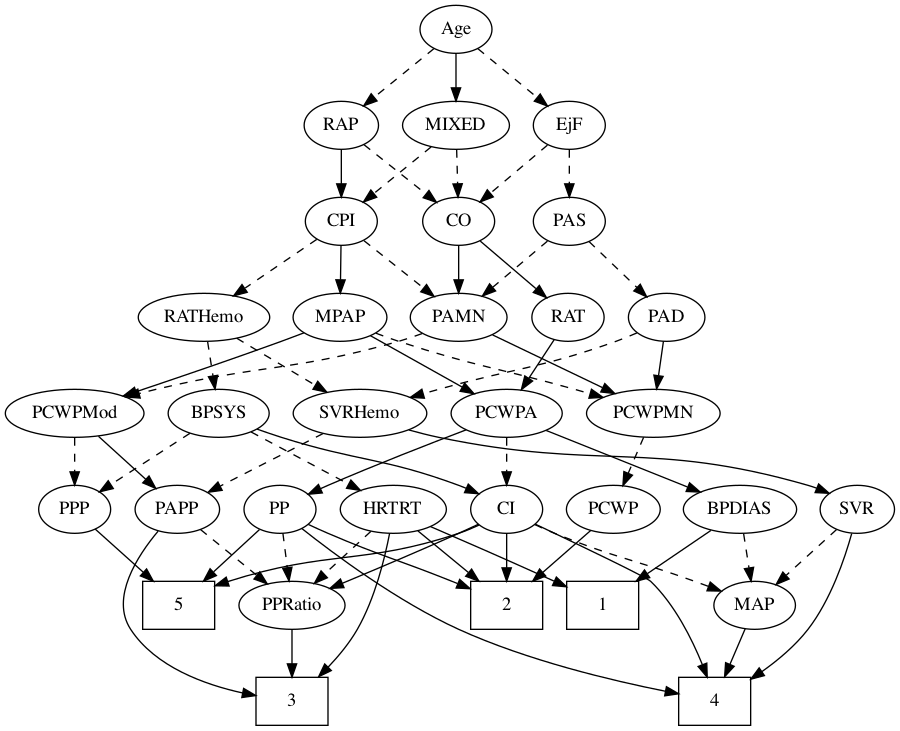 Age
RAP
MIXED
EjF
CPI
CO
PAS
RATHemo
MPAP
PAMN
RAT
PAD
PCWPMod
BPSYS
SVRHemo
PCWPA
PCWPMN
PPP
PAPP
PP
HRTRT
CI
PCWP
BPDIAS
SVR
5
PPRatio
2
1
MAP
3
4